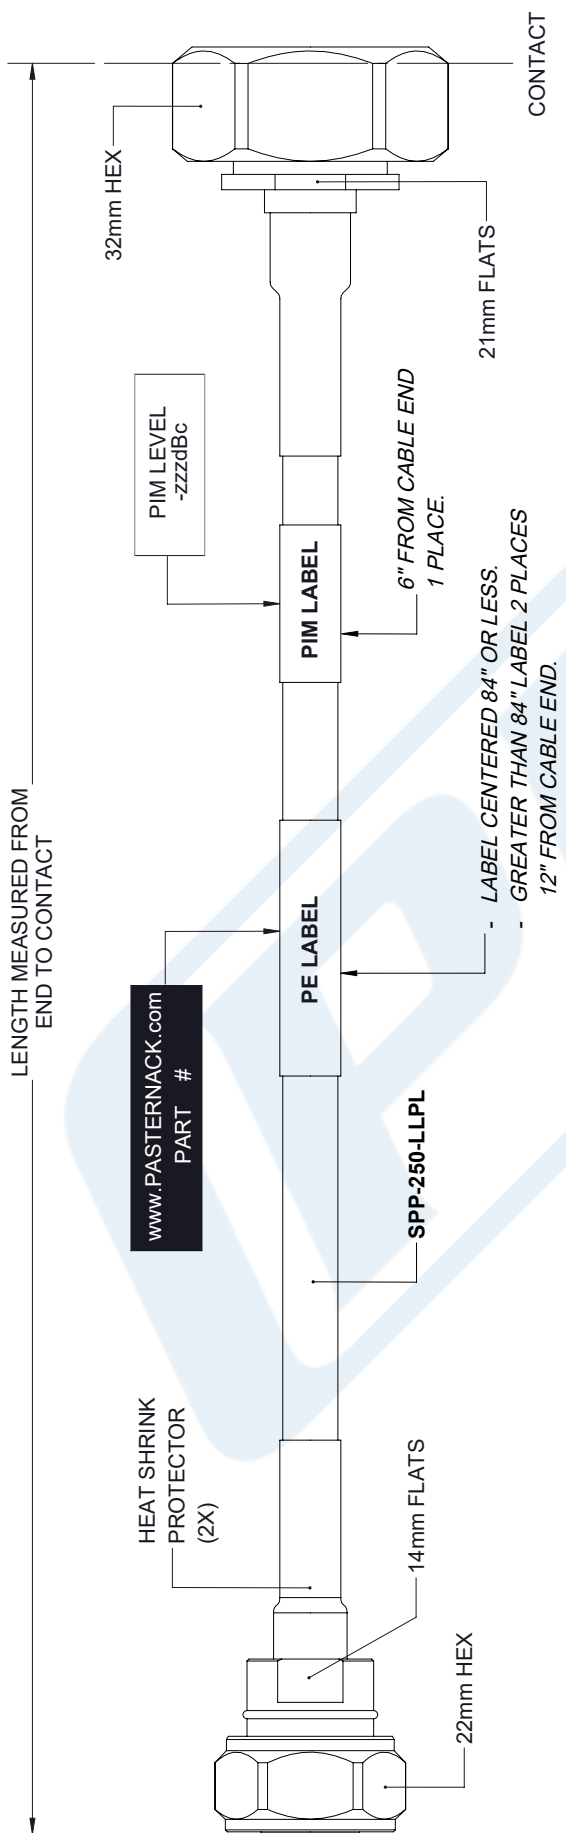 LENGTH MEASURED FROM
END TO CONTACT
HEAT SHRINK
PROTECTOR
(2X)
www.PASTERNACK.com
PART #
PIM LEVEL
-zzzdBc
32mm HEX
PE LABEL
PIM LABEL
22mm HEX
14mm FLATS
SPP-250-LLPL
- LABEL CENTERED 84" OR LESS.
- GREATER THAN 84" LABEL 2 PLACES
12" FROM CABLE END.
6" FROM CABLE END
1 PLACE.
21mm FLATS
CONTACT